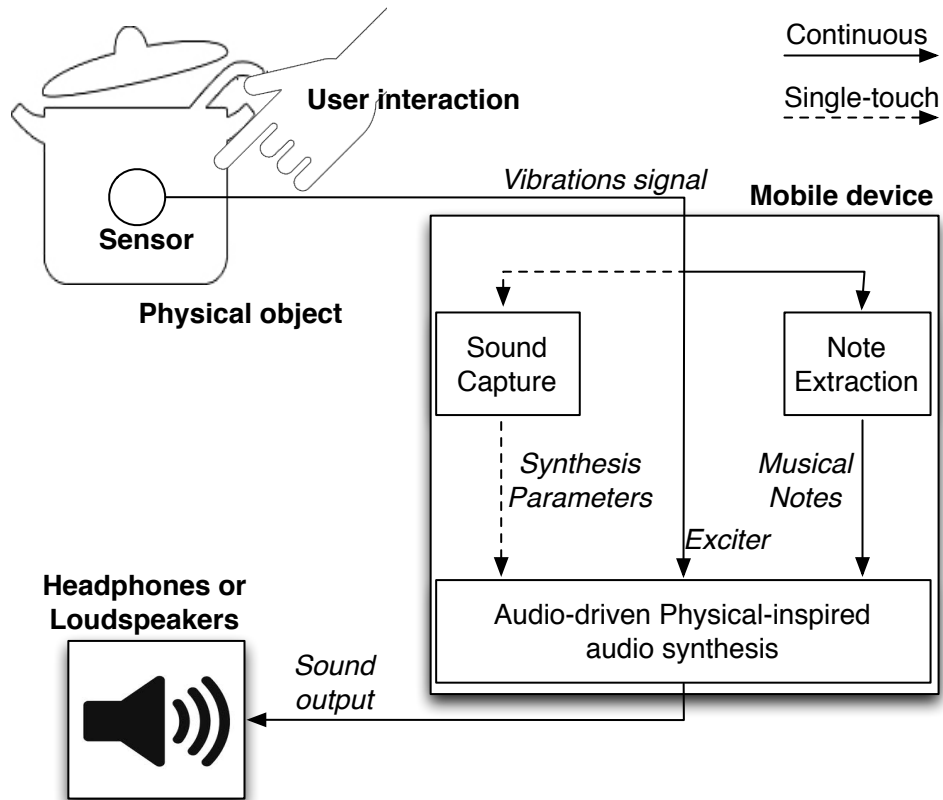 Continuous
Single-touch
User interaction
Vibrations signal
Mobile device
Sensor
Physical object
Sound
Capture
Note
Extraction
Synthesis
Parameters
Musical
Notes
Exciter
Audio-driven Physical-inspired
audio synthesis
Headphones or
Loudspeakers
Sound
output